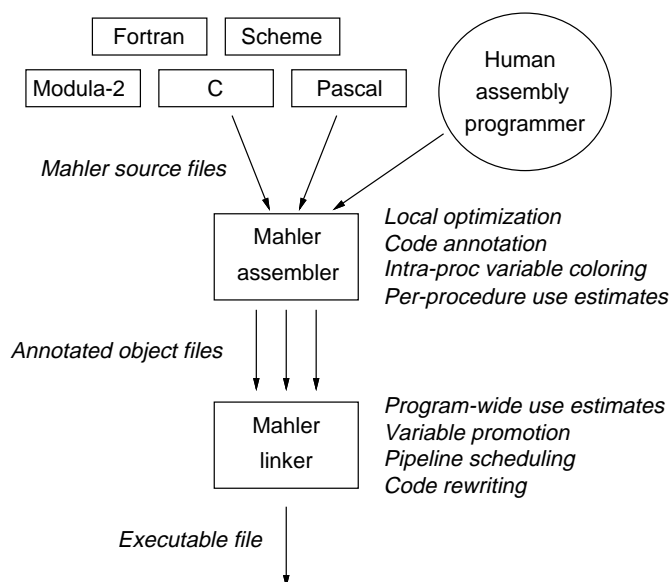 Fortran
Scheme
Modula-2
C
Pascal
Human
assembly
programmer
Mahler source files
Mahler
assembler
Local optimization
Code annotation
Intra-proc variable coloring
Per-procedure use estimates
Annotated object files
Mahler
linker
Program-wide use estimates
Variable promotion
Pipeline scheduling
Code rewriting
Executable file